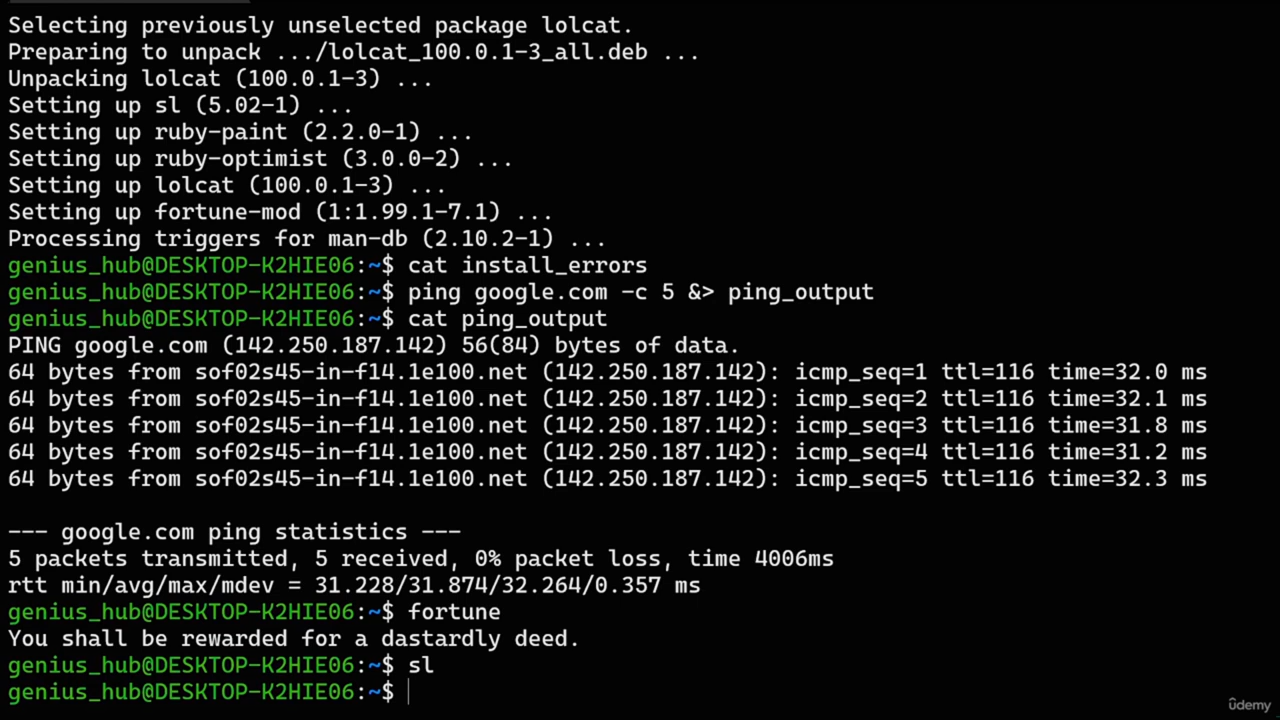 Selecting previously unselected package lolcat.
Preparing to unpack .../lolcat_100.0.1-3_all.deb ...
Unpacking lolcat (100.0.1-3) ...
Setting up sl (5.02-1) ...
Setting up ruby-paint (2.2.0-1) ...
Setting up ruby-optimist (3.0.0-2) ...
Setting up lolcat (100.0.1-3) ...
Setting up fortune-mod (1:1.99.1-7.1) ...
Processing triggers for man-db (2.10.2-1) ...
genius_hub@DESKTOP-K2HIE06:~$ cat install_errors
genius_hub@DESKTOP-K2HIE06:~$ ping google.com -c 5 &> ping_output
genius_hub@DESKTOP-K2HIE06:~$ cat ping_output
PING google.com (142.250.187.142) 56(84) bytes of data.
64 bytes from sof02s45-in-f14.1e100.net (142.250.187.142): icmp_seq=1 ttl=116 time=32.0 ms
64 bytes from sof02s45-in-f14.1e100.net (142.250.187.142): icmp_seq=2 ttl=116 time=32.1 ms
64 bytes from sof02s45-in-f14.1e100.net (142.250.187.142): icmp_seq=3 ttl=116 time=31.8 ms
64 bytes from sof02s45-in-f14.1e100.net (142.250.187.142): icmp_seq=4 ttl=116 time=31.2 ms
64 bytes from sof02s45-in-f14.1e100.net (142.250.187.142): icmp_seq=5 ttl=116 time=32.3 ms
--- google.com ping statistics ---
5 packets transmitted, 5 received, 0% packet loss, time 4006ms
rtt min/avg/max/mdev = 31.228/31.874/32.264/0.357 ms
genius_hub@DESKTOP-K2HIE06:~$ fortune
You shall be rewarded for a dastardly deed.
genius_hub@DESKTOP-K2HIE06:~$ sl
genius_hub@DESKTOP-K2HIE06:~$
ûdemy